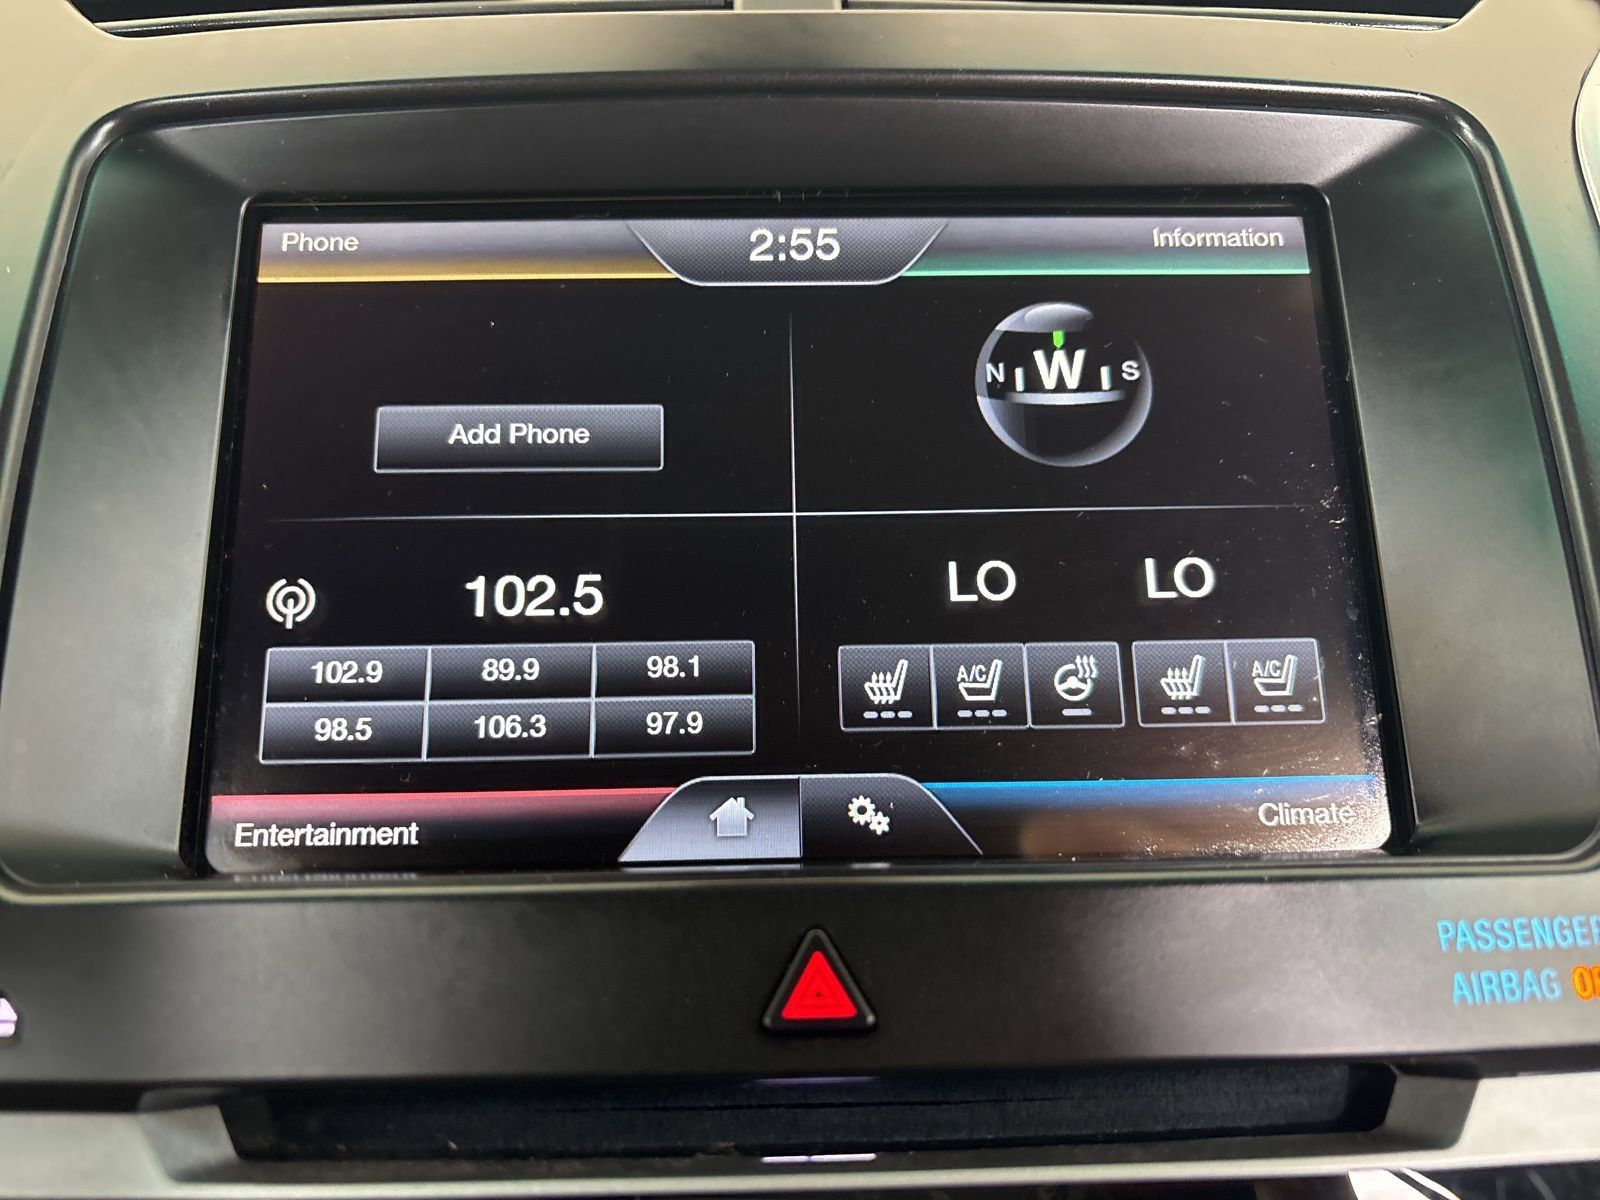 Phone
2:55
Information
Add Phone
N W S
102.5
102.9 89.9 98.1
98.5 106.3 97.9
LO LO
A/C A/C
Entertainment
Climate
PASSENGER
AIRBAG